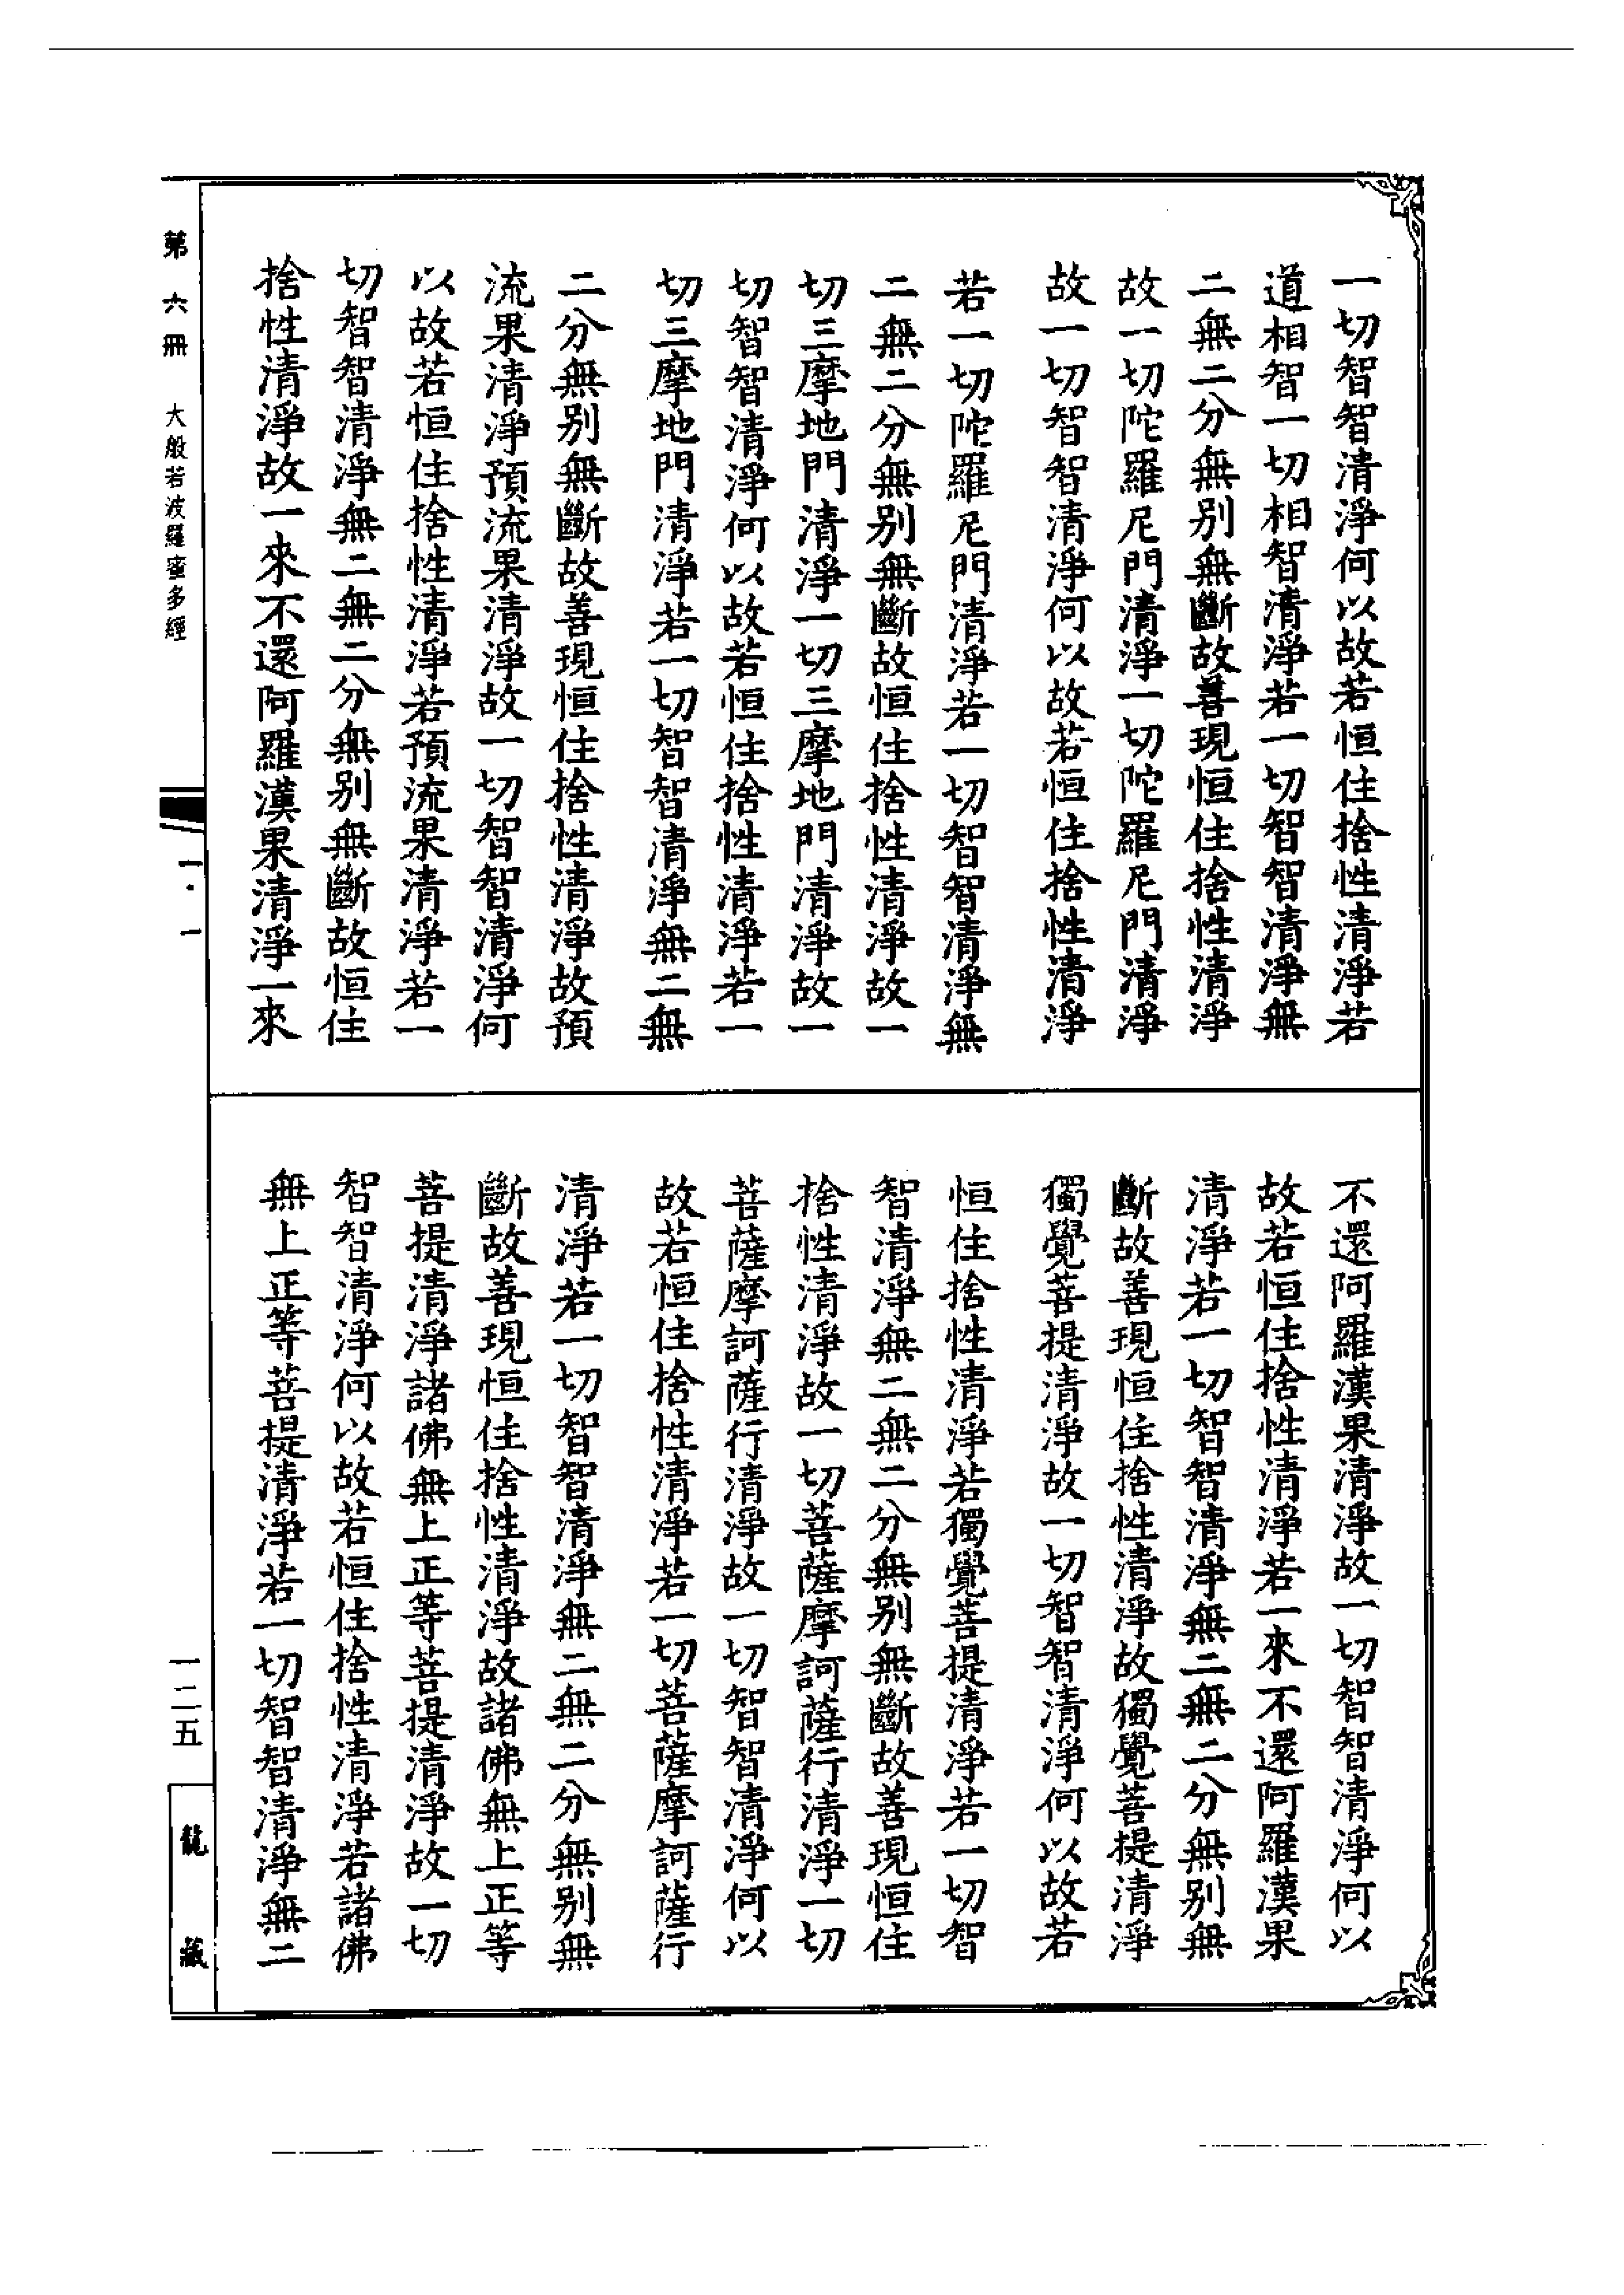 一切智智清淨何以故若恒住捨性清淨若
道相智一切相智清淨若一切智智清淨無
二無二分無别無斷故善現恒住捨性清淨
故一切陀羅尼門清淨一切陀羅尼門清淨
故一切智智清淨何以故若恒住捨性清淨
若一切陀羅尼門清淨若一切智智清淨無
二無二分無别無斷故恒住捨性清淨故一
切三摩地門清淨一切三摩地門清淨故一
切智智清淨何以故若恒住捨性清淨若一
切三摩地門清淨若一切智智清淨無二無
二分無别無斷故善現恒住捨性清淨故預
流果清淨預流果清淨故一切智智清淨何
以故若恒住捨性清淨若預流果清淨若一
切智智清淨無二無二分無别無斷故恒住
捨性清淨故一來不還阿羅漢果清淨一來
不還阿羅漢果清淨故一切智智清淨何以
故若恒住捨性清淨若一來不還阿羅漢果
清淨若一切智智清淨無二無二分無别無
斷故善現恒住捨性清淨故獨覺菩提清淨
獨覺菩提清淨故一切智智清淨何以故若
恒住捨性清淨若獨覺菩提清淨若一切智
智清淨無二無二分無别無斷故善現恒住
捨性清淨故一切菩薩摩訶薩行清淨一切
菩薩摩訶薩行清淨故一切智智清淨何以
故若恒住捨性清淨若一切菩薩摩訶薩行
清淨若一切智智清淨無二無二分無别無
斷故善現恒住捨性清淨故諸佛無上正等
菩提清淨諸佛無上正等菩提清淨故一切
智智清淨何以故若恒住捨性清淨若諸佛
無上正等菩提清淨若一切智智清淨無二
第六冊 大般若波羅蜜多經
一·一
一二五
龍藏